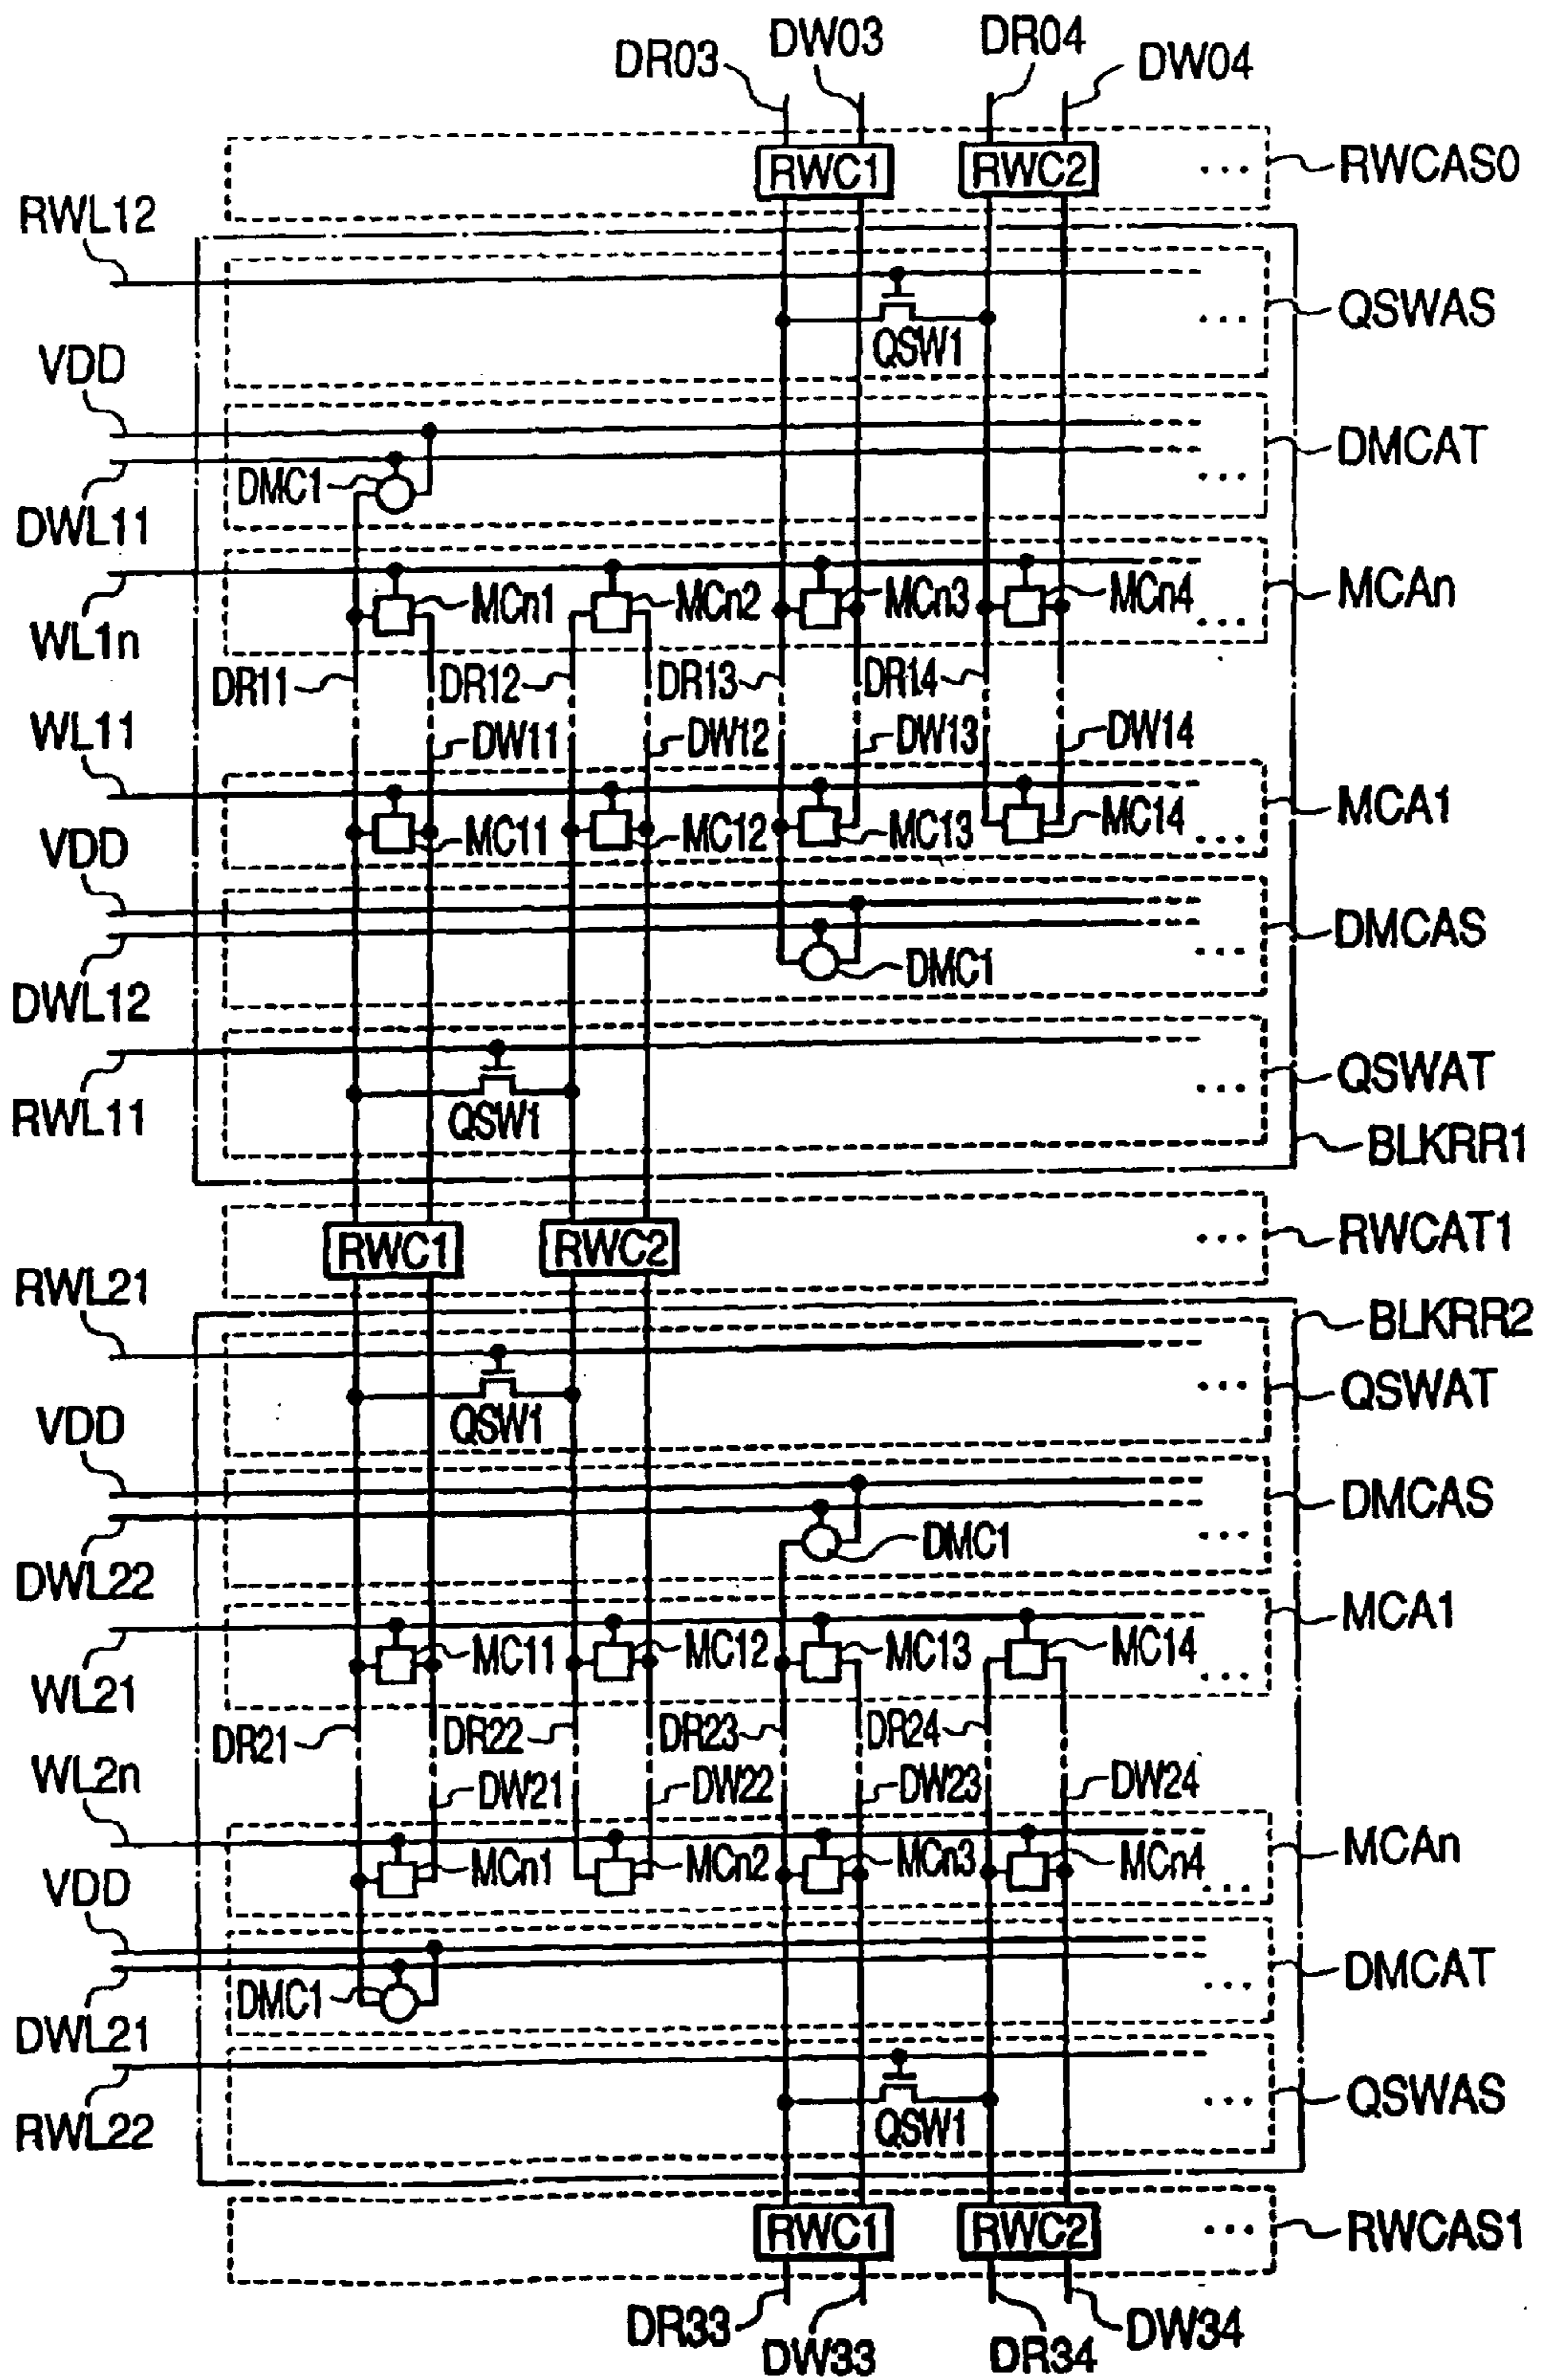 DR03 DW03 DR04 DW04
RWC1 RWC2 ... RWCAS0
RWL12
QSW1 ... QSWAS
VDD
DMC1 ... DMCAT
DWL11
MCn1 MCn2 MCn3 MCn4 ... MCAn
WL1n
DR11 DR12 DR13 DR14
WL11
DW11 DW12 DW13 DW14
MC11 MC12 MC13 MC14 ... MCA1
VDD
DMC1 ... DMCAS
DWL12
QSW1 ... QSWAT
RWL11
BLKRR1
RWC1 RWC2 ... RWCAT1
RWL21
BLKRR2
QSW1 ... QSWAT
VDD
DMC1 ... DMCAS
DWL22
MC11 MC12 MC13 MC14 ... MCA1
WL21
DR21 DR22 DR23 DR24
WL2n
DW21 DW22 DW23 DW24
MCn1 MCn2 MCn3 MCn4 ... MCAn
VDD
DMC1 ... DMCAT
DWL21
QSW1 ... QSWAS
RWL22
RWC1 RWC2 ... RWCAS1
DR33 DW33 DR34 DW34